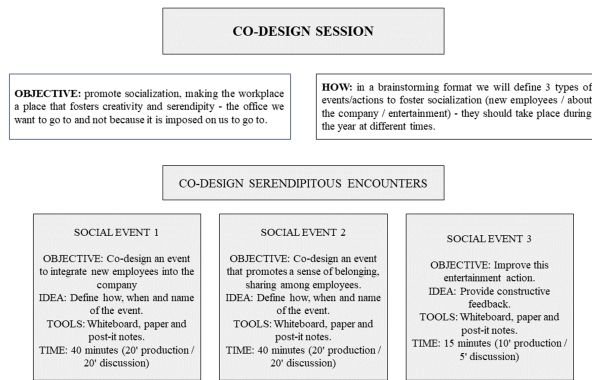 CO-DESIGN SESSION
OBJECTIVE: promote socialization, making the workplace
a place that fosters creativity and serendipity - the office we
want to go to and not because it is imposed on us to go to.
HOW: in a brainstorming format we will define 3 types of
events/actions to foster socialization (new employees / about
the company / entertainment) - they should take place during
the year at different times.
CO-DESIGN SERENDIPITOUS ENCOUNTERS
SOCIAL EVENT 1
OBJECTIVE: Co-design an event
to integrate new employees into the
company
IDEA: Define how, when and name
of the event.
TOOLS: Whiteboard, paper and
post-it notes.
TIME: 40 minutes (20' production /
20' discussion)
SOCIAL EVENT 2
OBJECTIVE: Co-design an event
that promotes a sense of belonging,
sharing among employees.
IDEA: Define how, when and name
of the event.
TOOLS: Whiteboard, paper and
post-it notes.
TIME: 40 minutes (20' production /
20' discussion)
SOCIAL EVENT 3
OBJECTIVE: Improve this
entertainment action.
IDEA: Provide constructive
feedback.
TOOLS: Whiteboard, paper and
post-it notes.
TIME: 15 minutes (10' production /
5' discussion)